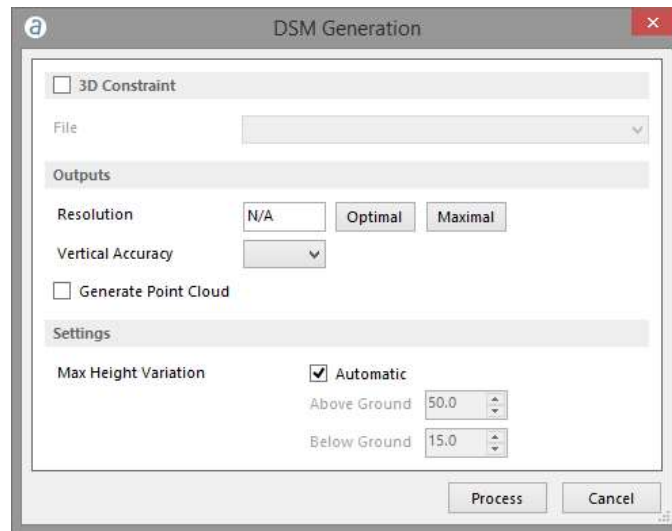 a DSM Generation
3D Constraint
File
Outputs
Resolution N/A Optimal Maximal
Vertical Accuracy
Generate Point Cloud
Settings
Max Height Variation Automatic
Above Ground 50.0
Below Ground 15.0
Process Cancel